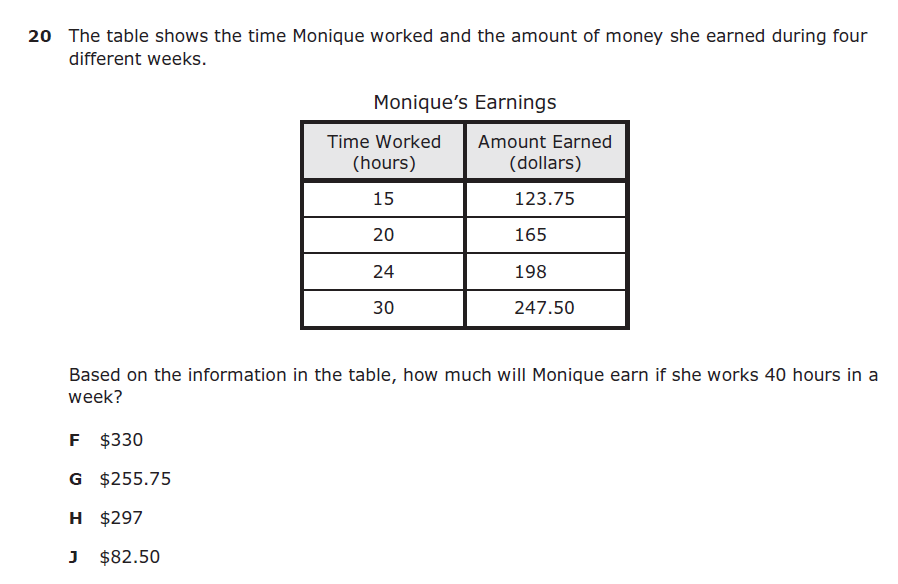 20 The table shows the time Monique worked and the amount of money she earned during four
different weeks.
Monique’s Earnings
Time Worked (hours) Amount Earned (dollars)
15 123.75
20 165
24 198
30 247.50
Based on the information in the table, how much will Monique earn if she works 40 hours in a
week?
F $330
G $255.75
H $297
J $82.50